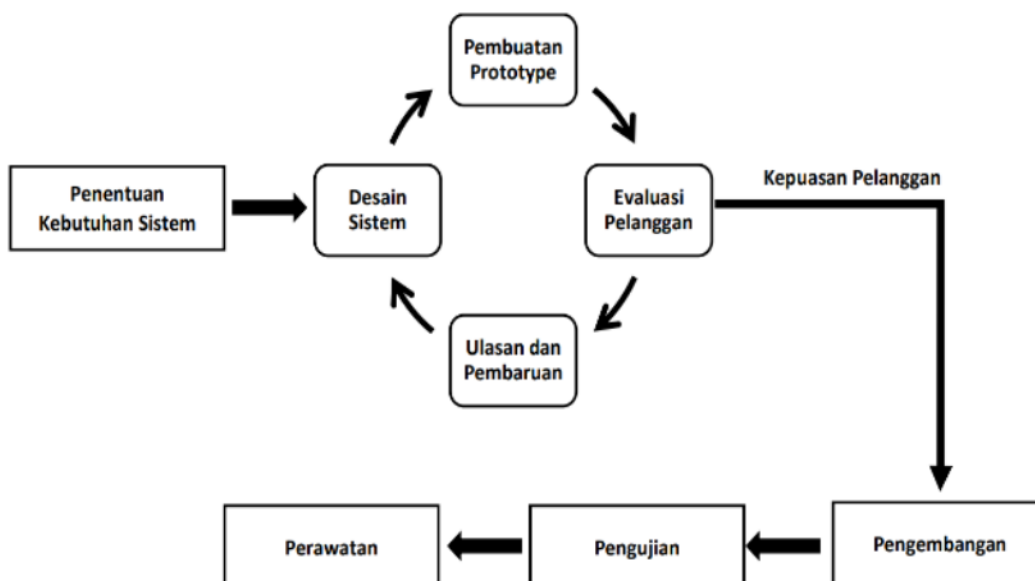 Pembuatan
Prototype
Penentuan
Kebutuhan Sistem
Desain
Sistem
Evaluasi
Pelanggan
Kepuasan Pelanggan
Ulasan dan
Pembaruan
Perawatan
Pengujian
Pengembangan